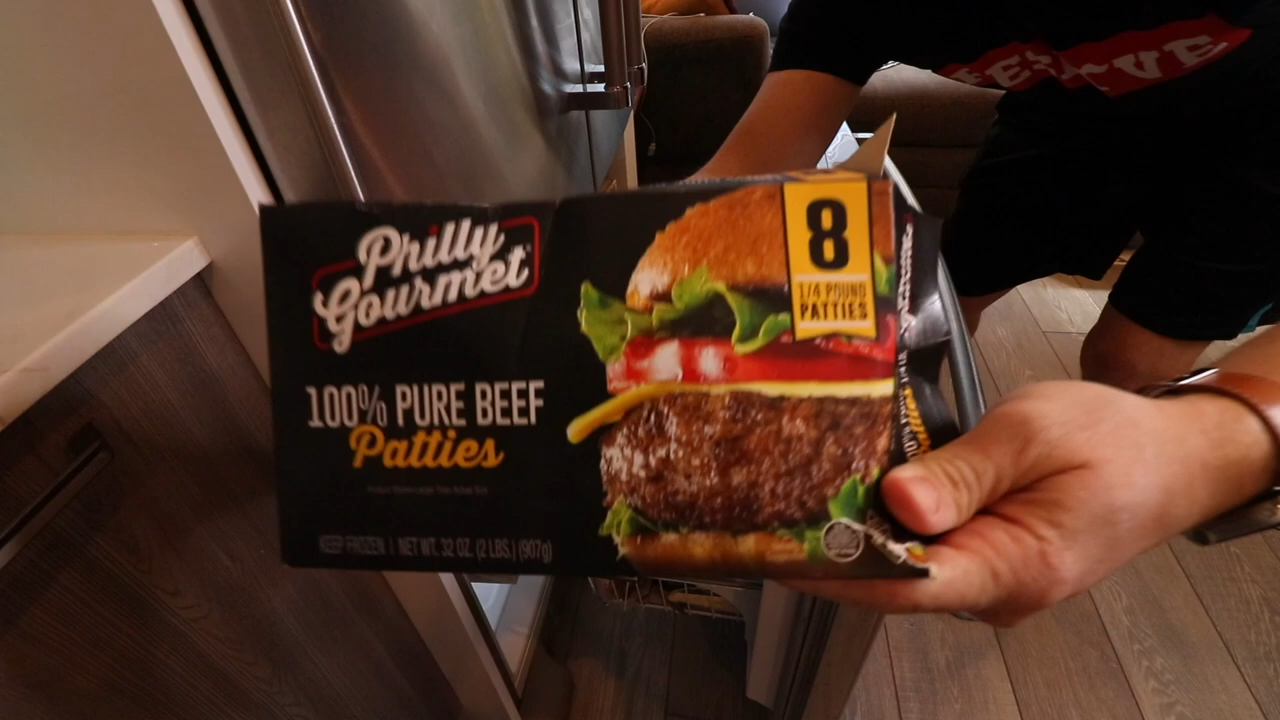 Philly
Gourmet
100% PURE BEEF
Patties
KEEP FROZEN | NET WT. 32 OZ. (2 LBS.) (907g)
8
1/4 POUND
PATTIES